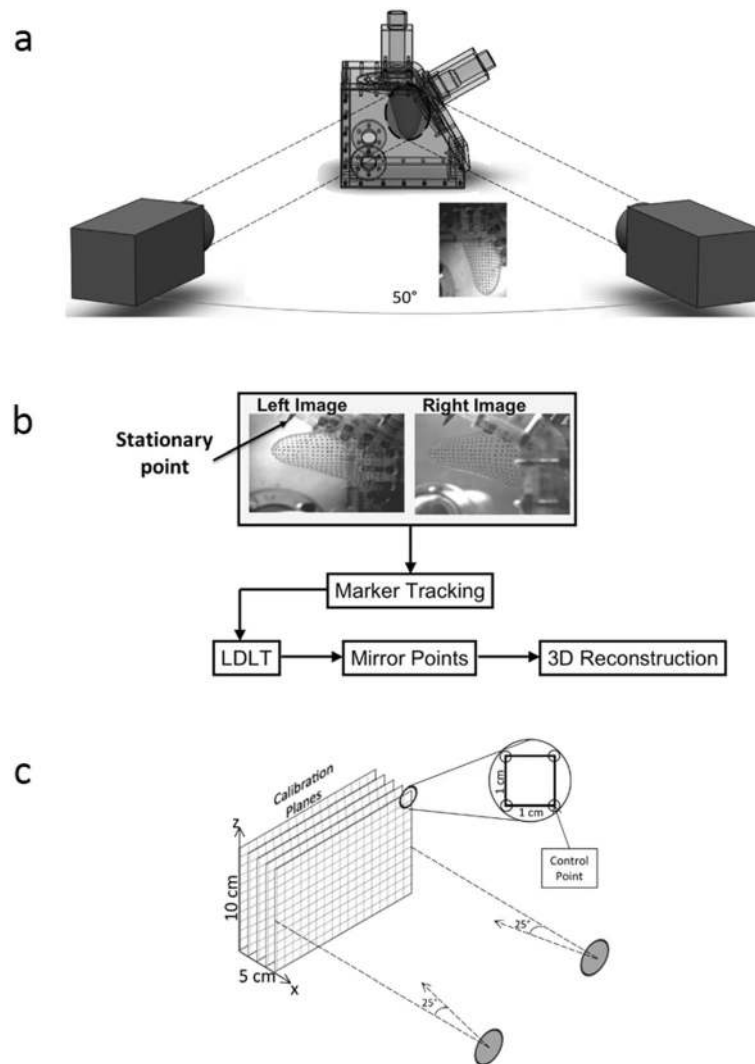 a
50°
b
Left Image
Right Image
Stationary
point
Marker Tracking
LDLT
Mirror Points
3D Reconstruction
c
Calibration
Planes
z
10 cm
5 cm
x
1 cm
1 cm
Control
Point
25°
25°